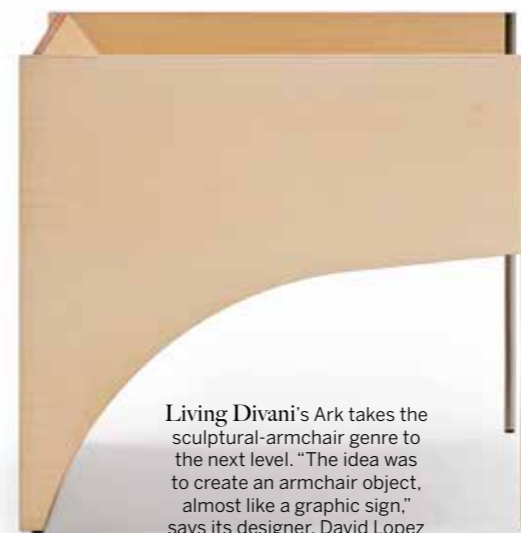 Living Divani's Ark takes the
sculptural-armchair genre to
the next level. “The idea was
to create an armchair object,
almost like a graphic sign,”
says its designer, David Lopez